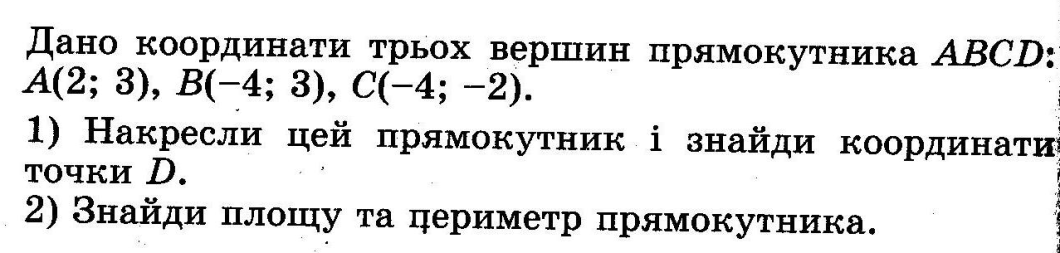 Дано координати трьох вершин прямокутника ABCD:
A(2; 3), B(−4; 3), C(−4; −2).
1) Накресли цей прямокутник і знайди координати
точки D.
2) Знайди площу та периметр прямокутника.